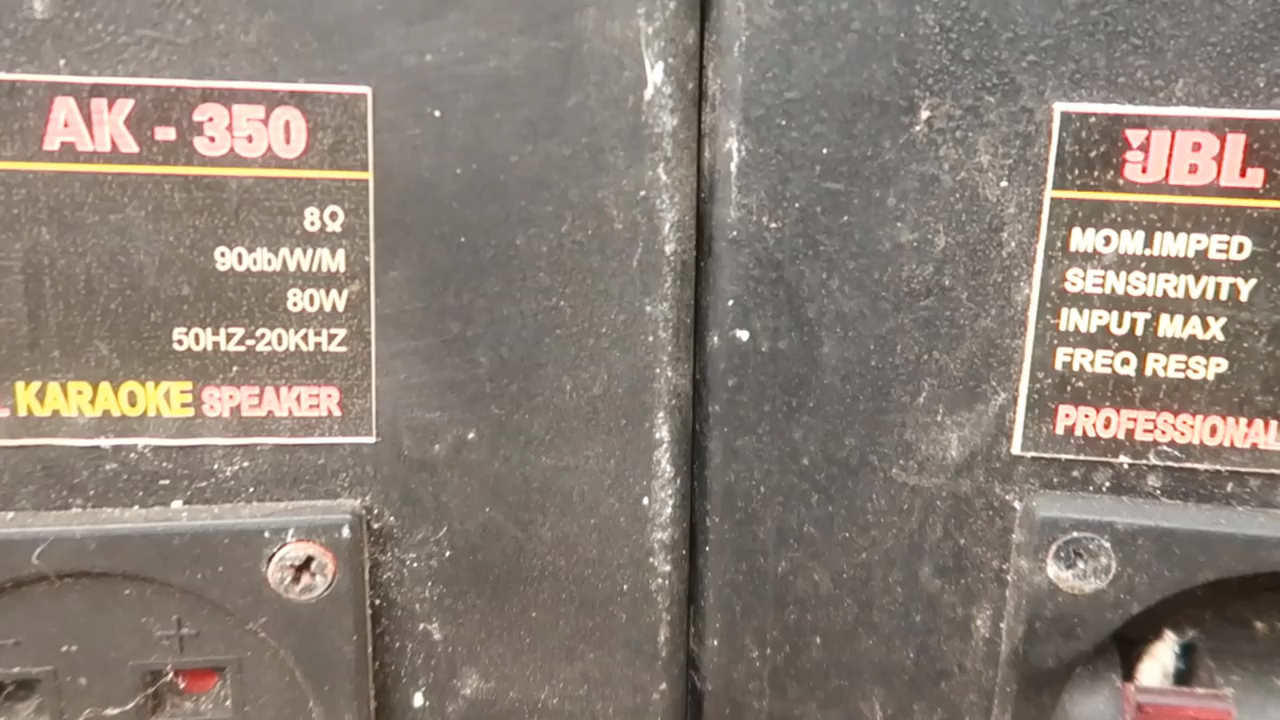 AK - 350
8Ω
90db/W/M
80W
50HZ-20KHZ
L KARAOKE SPEAKER
JBL
MOM.IMPED
SENSIRIVITY
INPUT MAX
FREQ RESP
PROFESSIONAL